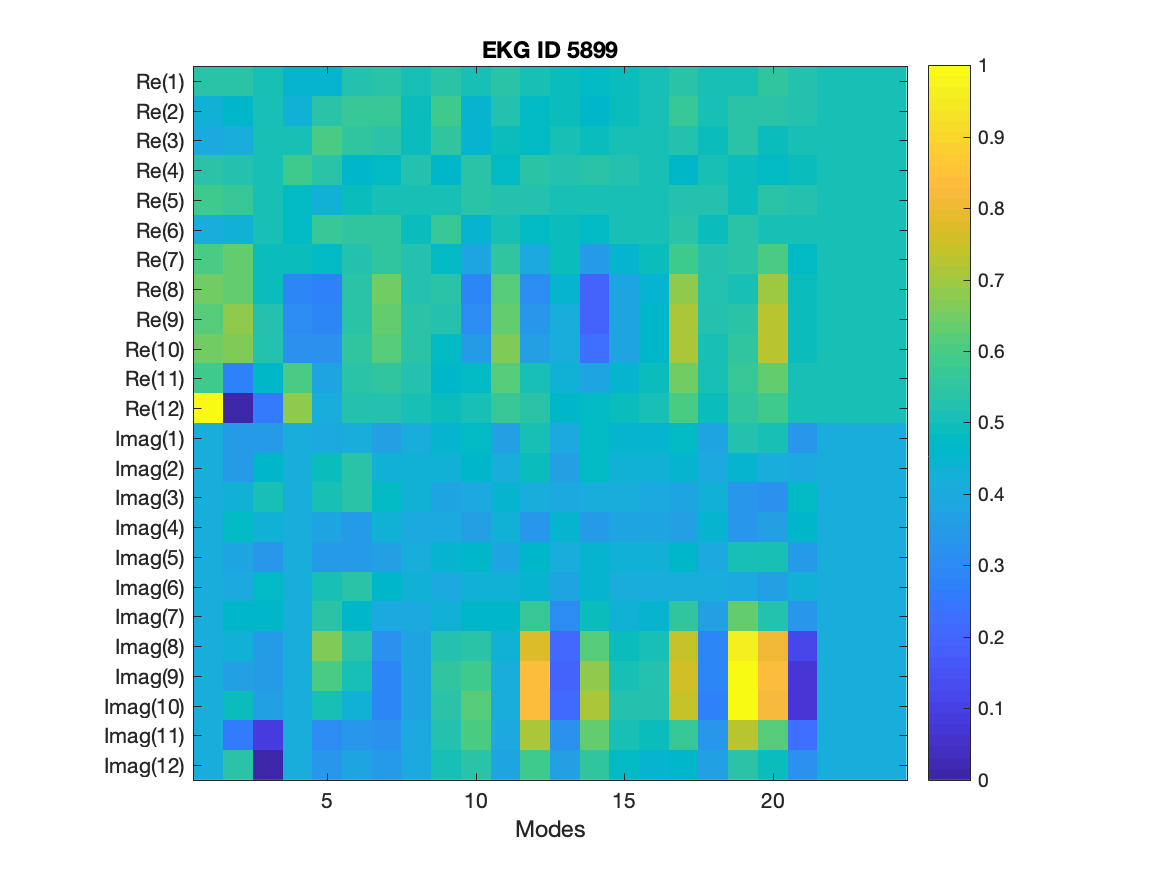 EKG ID 5899
Re(1)
Re(2)
Re(3)
Re(4)
Re(5)
Re(6)
Re(7)
Re(8)
Re(9)
Re(10)
Re(11)
Re(12)
Imag(1)
Imag(2)
Imag(3)
Imag(4)
Imag(5)
Imag(6)
Imag(7)
Imag(8)
Imag(9)
Imag(10)
Imag(11)
Imag(12)
5 10 15 20
Modes
1
0.9
0.8
0.7
0.6
0.5
0.4
0.3
0.2
0.1
0